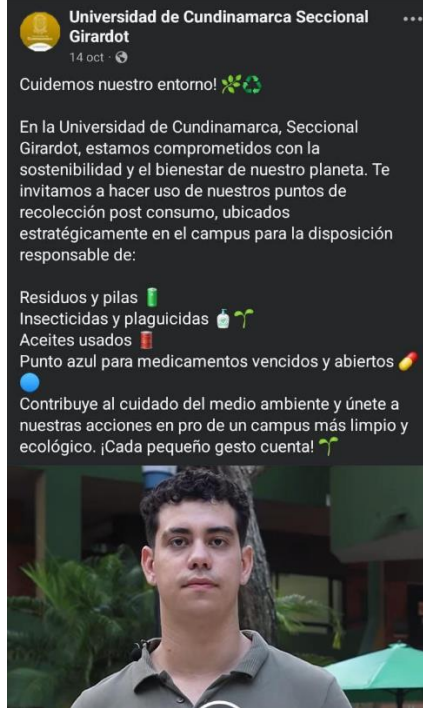 Universidad de Cundinamarca Seccional
Girardot
14 oct ·
Cuidemos nuestro entorno! 🌿♻️
En la Universidad de Cundinamarca, Seccional
Girardot, estamos comprometidos con la
sostenibilidad y el bienestar de nuestro planeta. Te
invitamos a hacer uso de nuestros puntos de
recolección post consumo, ubicados
estratégicamente en el campus para la disposición
responsable de:
Residuos y pilas 🔋
Insecticidas y plaguicidas 🧴🌱
Aceites usados 🛢️
Punto azul para medicamentos vencidos y abiertos 💊
🔵
Contribuye al cuidado del medio ambiente y únete a
nuestras acciones en pro de un campus más limpio y
ecológico. ¡Cada pequeño gesto cuenta! 🌱